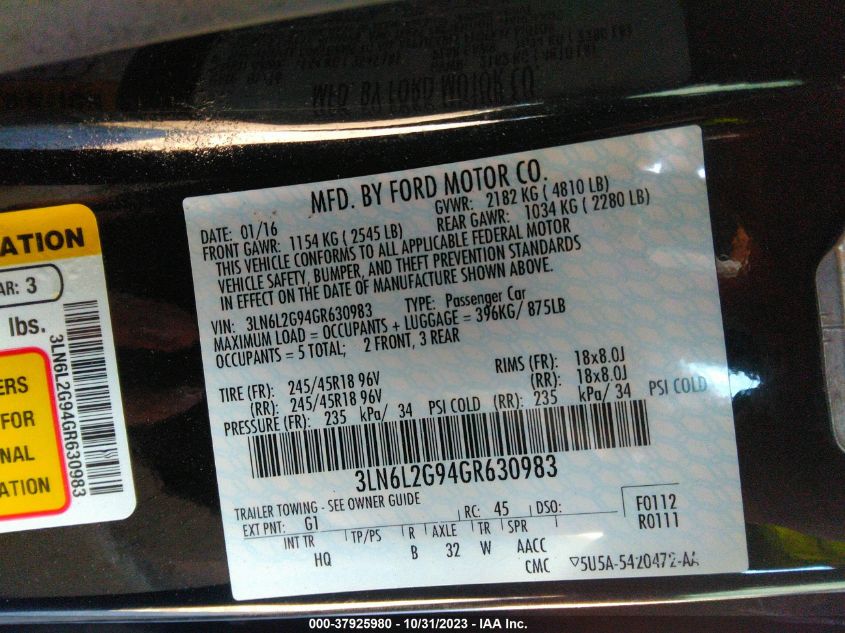 MFD. BY FORD MOTOR CO.
DATE: 01/16 GVWR: 2182 KG ( 4810 LB)
FRONT GAWR: 1154 KG ( 2545 LB) REAR GAWR: 1034 KG ( 2280 LB)
THIS VEHICLE CONFORMS TO ALL APPLICABLE FEDERAL MOTOR
VEHICLE SAFETY, BUMPER, AND THEFT PREVENTION STANDARDS
IN EFFECT ON THE DATE OF MANUFACTURE SHOWN ABOVE.
VIN: 3LN6L2G94GR630983 TYPE: Passenger Car
MAXIMUM LOAD = OCCUPANTS + LUGGAGE = 396KG/ 875LB
OCCUPANTS = 5 TOTAL; 2 FRONT, 3 REAR
TIRE (FR): 245/45R18 96V RIMS (FR): 18x8.0J
(RR): 245/45R18 96V (RR): 18x8.0J
PRESSURE (FR): 235 kPa/ 34 PSI COLD (RR): 235 kPa/ 34 PSI COLD
3LN6L2G94GR630983
TRAILER TOWING - SEE OWNER GUIDE
EXT PNT: G1 RC: 45 DSO: F0112
R0111
INT TR TP/PS R AXLE TR SPR
HQ B 32 W AACC
CMC ▽5U5A-5420472-AA
ATION
AR: 3
lbs.
3LN6L2G94GR630983
ERS
FOR
NAL
ATION
000-37925980 - 10/31/2023 - IAA Inc.